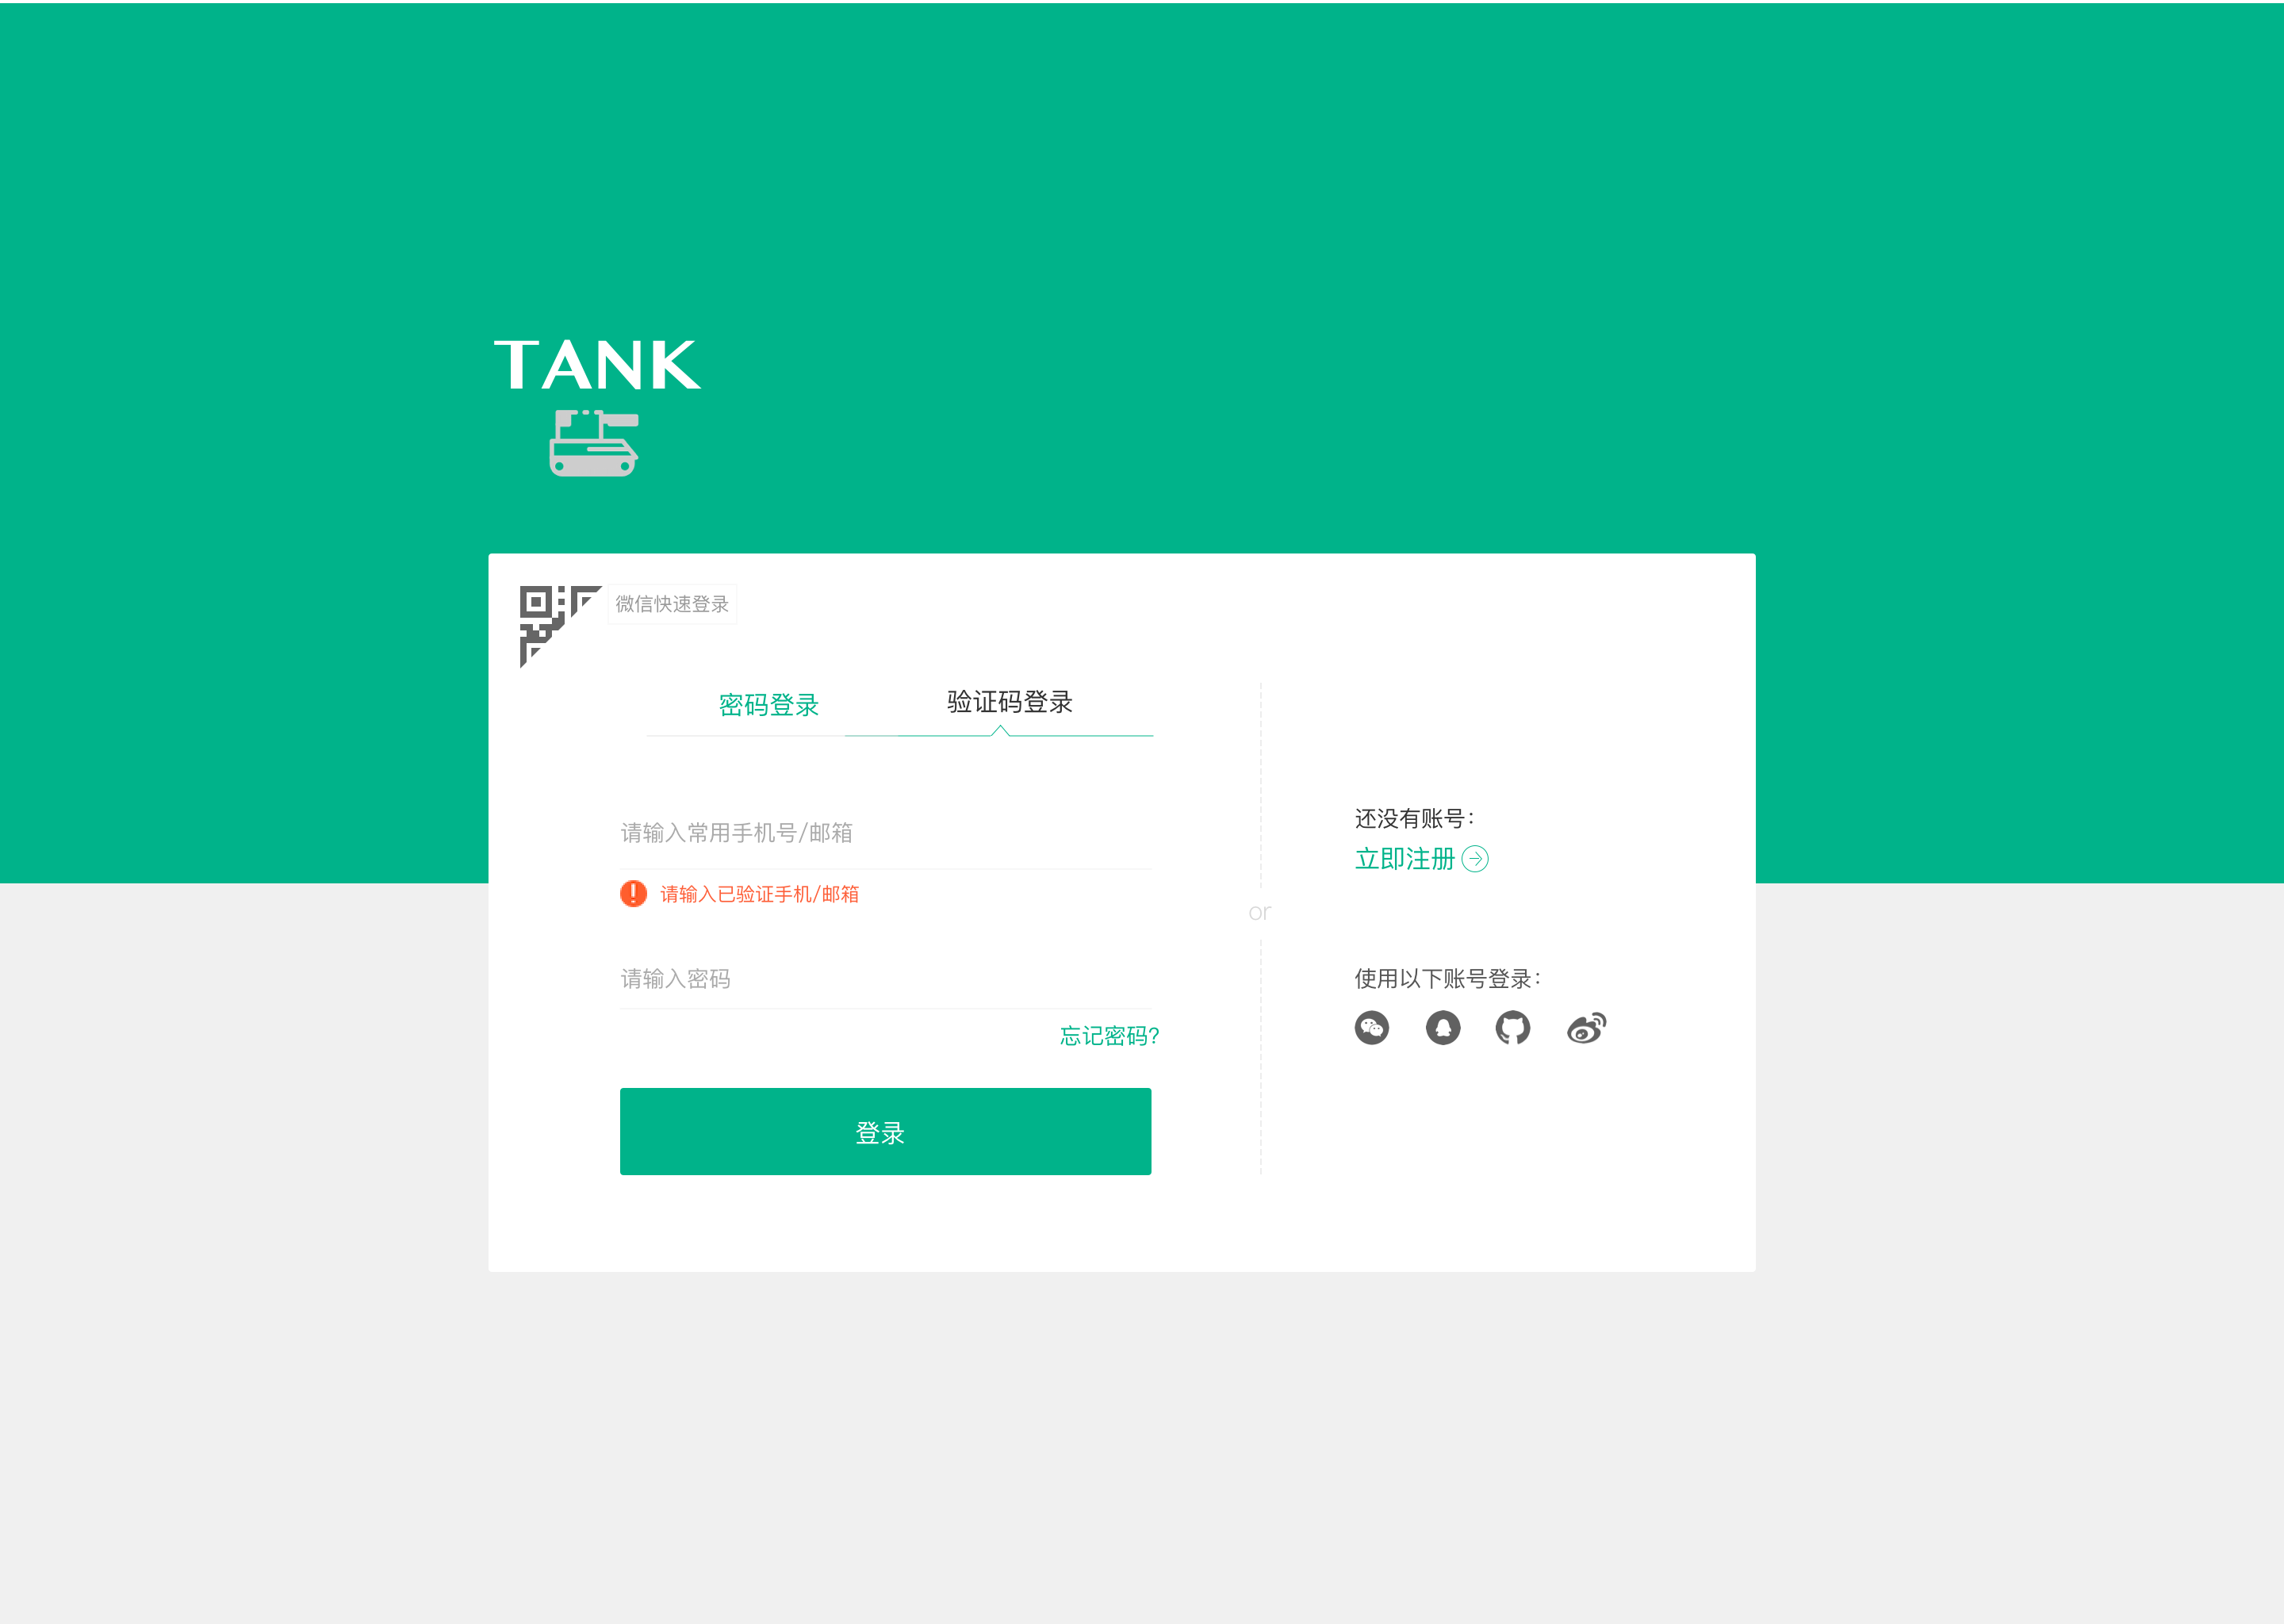 TANK
微信快速登录
密码登录
验证码登录
请输入常用手机号/邮箱
请输入已验证手机/邮箱
请输入密码
忘记密码?
登录
or
还没有账号：
立即注册
使用以下账号登录：